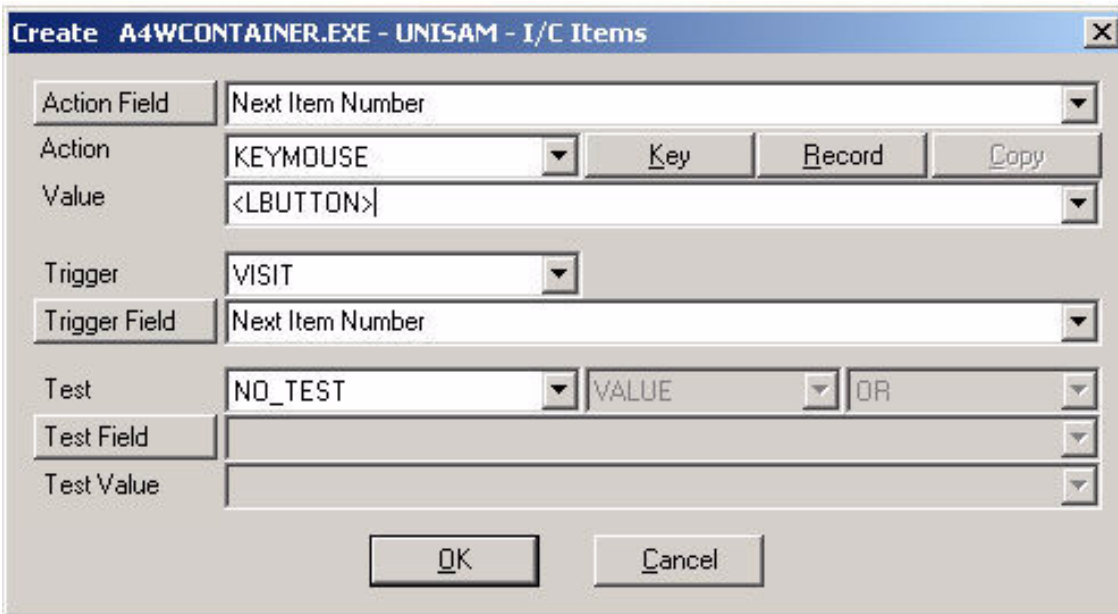 Create A4WCONTAINER.EXE - UNISAM - I/C Items
Action Field Next Item Number
Action KEYMOUSE Key Record Copy
Value <LBUTTON>
Trigger VISIT
Trigger Field Next Item Number
Test NO_TEST VALUE OR
Test Field
Test Value
OK Cancel